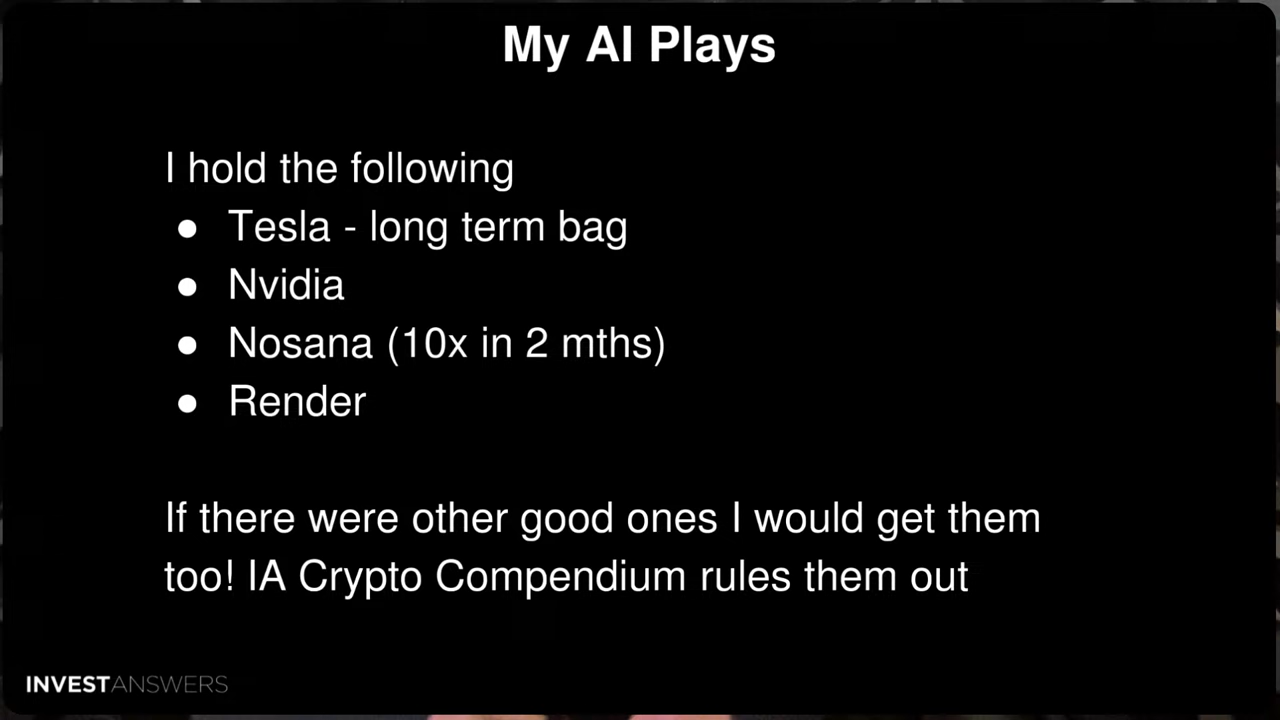 My AI Plays
I hold the following
● Tesla - long term bag
● Nvidia
● Nosana (10x in 2 mths)
● Render
If there were other good ones I would get them
too! IA Crypto Compendium rules them out
INVESTANSWERS